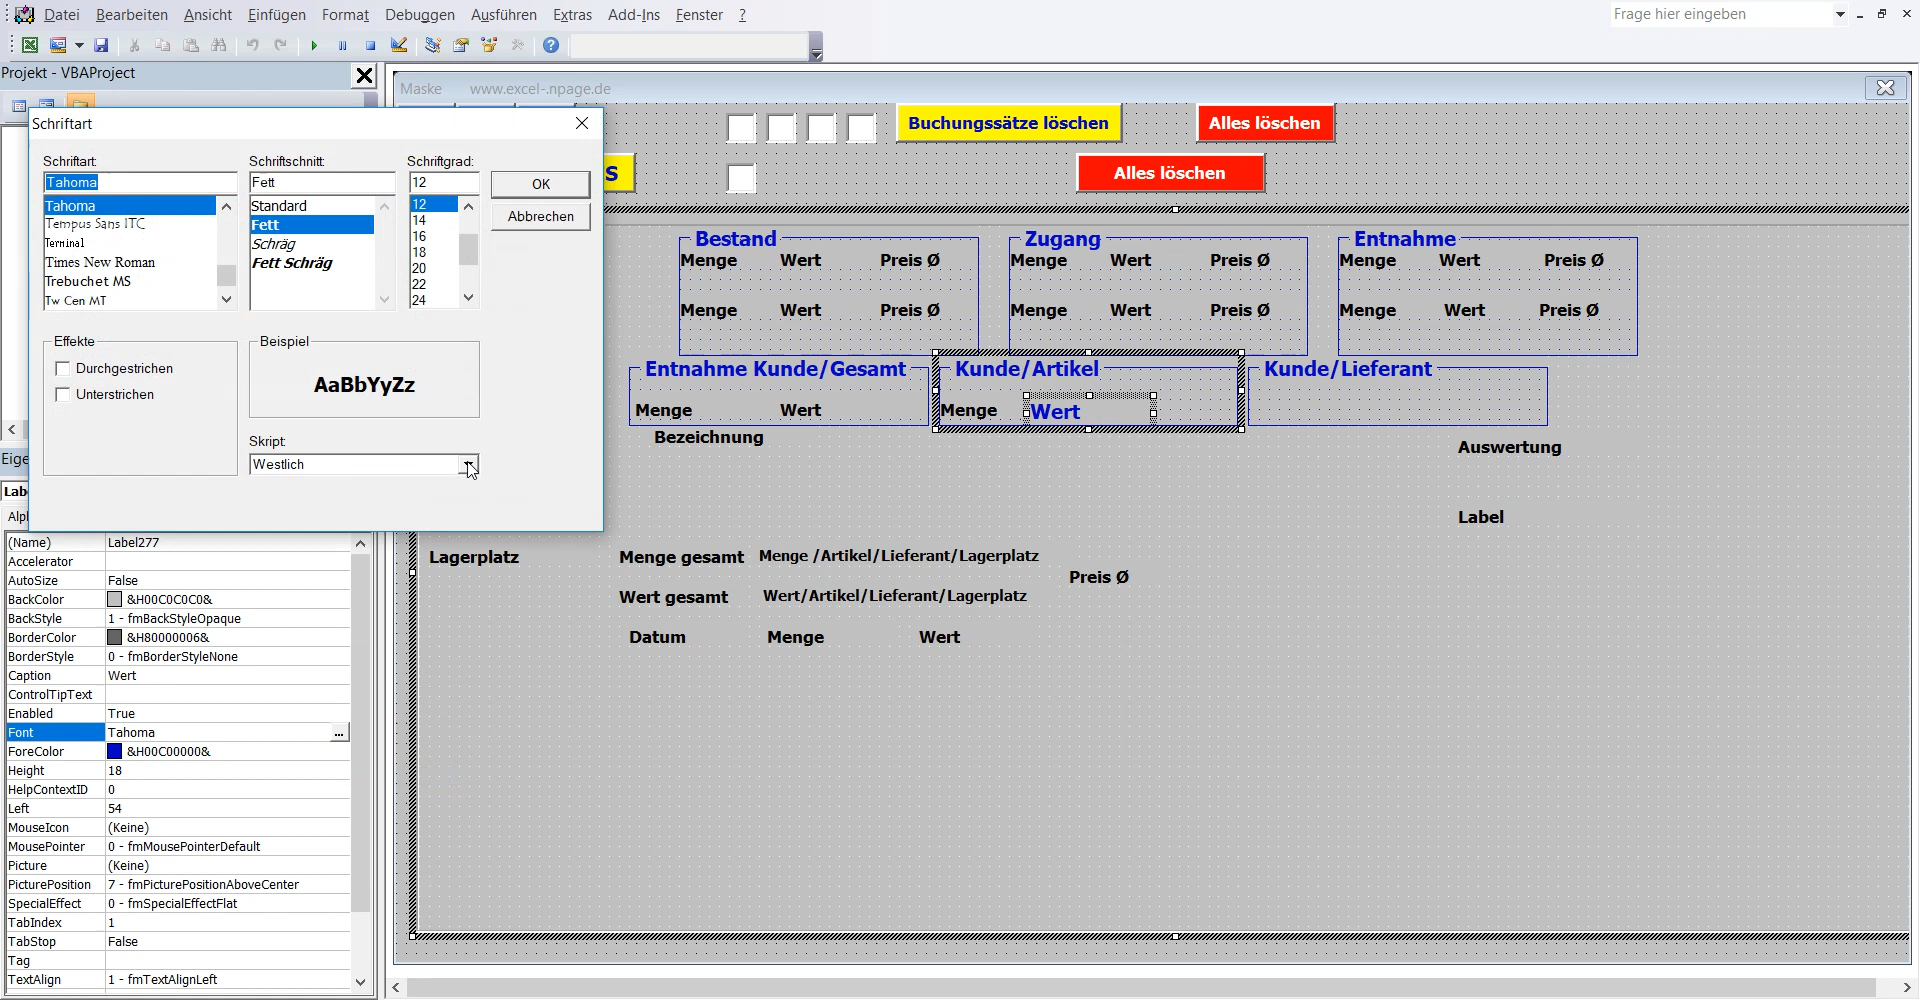 Datei Bearbeiten Ansicht Einfügen Format Debuggen Ausführen Extras Add-Ins Fenster ?
Frage hier eingeben
Projekt - VBAProject
Maske www.excel-.npage.de
Schriftart
Schriftart:
Tahoma
Tahoma
Tempus Sans ITC
Terminal
Times New Roman
Trebuchet MS
Tw Cen MT
Schriftschnitt:
Fett
Standard
Fett
Schräg
Fett Schräg
Schriftgrad:
12
12
14
16
18
20
22
24
OK
Abbrechen
Effekte
Durchgestrichen
Unterstrichen
Beispiel
AaBbYyZz
Skript:
Westlich
Buchungssätze löschen
Alles löschen
S
Alles löschen
Bestand
Menge Wert Preis Ø
Menge Wert Preis Ø
Zugang
Menge Wert Preis Ø
Menge Wert Preis Ø
Entnahme
Menge Wert Preis Ø
Menge Wert Preis Ø
Entnahme Kunde/Gesamt
Menge Wert
Kunde/Artikel
Menge Wert
Kunde/Lieferant
Bezeichnung
Auswertung
Label
Lagerplatz
Menge gesamt Menge /Artikel/Lieferant/Lagerplatz
Preis Ø
Wert gesamt Wert/Artikel/Lieferant/Lagerplatz
Datum Menge Wert
Eige
Lab
Alph
(Name) Label277
Accelerator
AutoSize False
BackColor &H00C0C0C0&
BackStyle 1 - fmBackStyleOpaque
BorderColor &H80000006&
BorderStyle 0 - fmBorderStyleNone
Caption Wert
ControlTipText
Enabled True
Font Tahoma ...
ForeColor &H00C00000&
Height 18
HelpContextID 0
Left 54
MouseIcon (Keine)
MousePointer 0 - fmMousePointerDefault
Picture (Keine)
PicturePosition 7 - fmPicturePositionAboveCenter
SpecialEffect 0 - fmSpecialEffectFlat
TabIndex 1
TabStop False
Tag
TextAlign 1 - fmTextAlignLeft